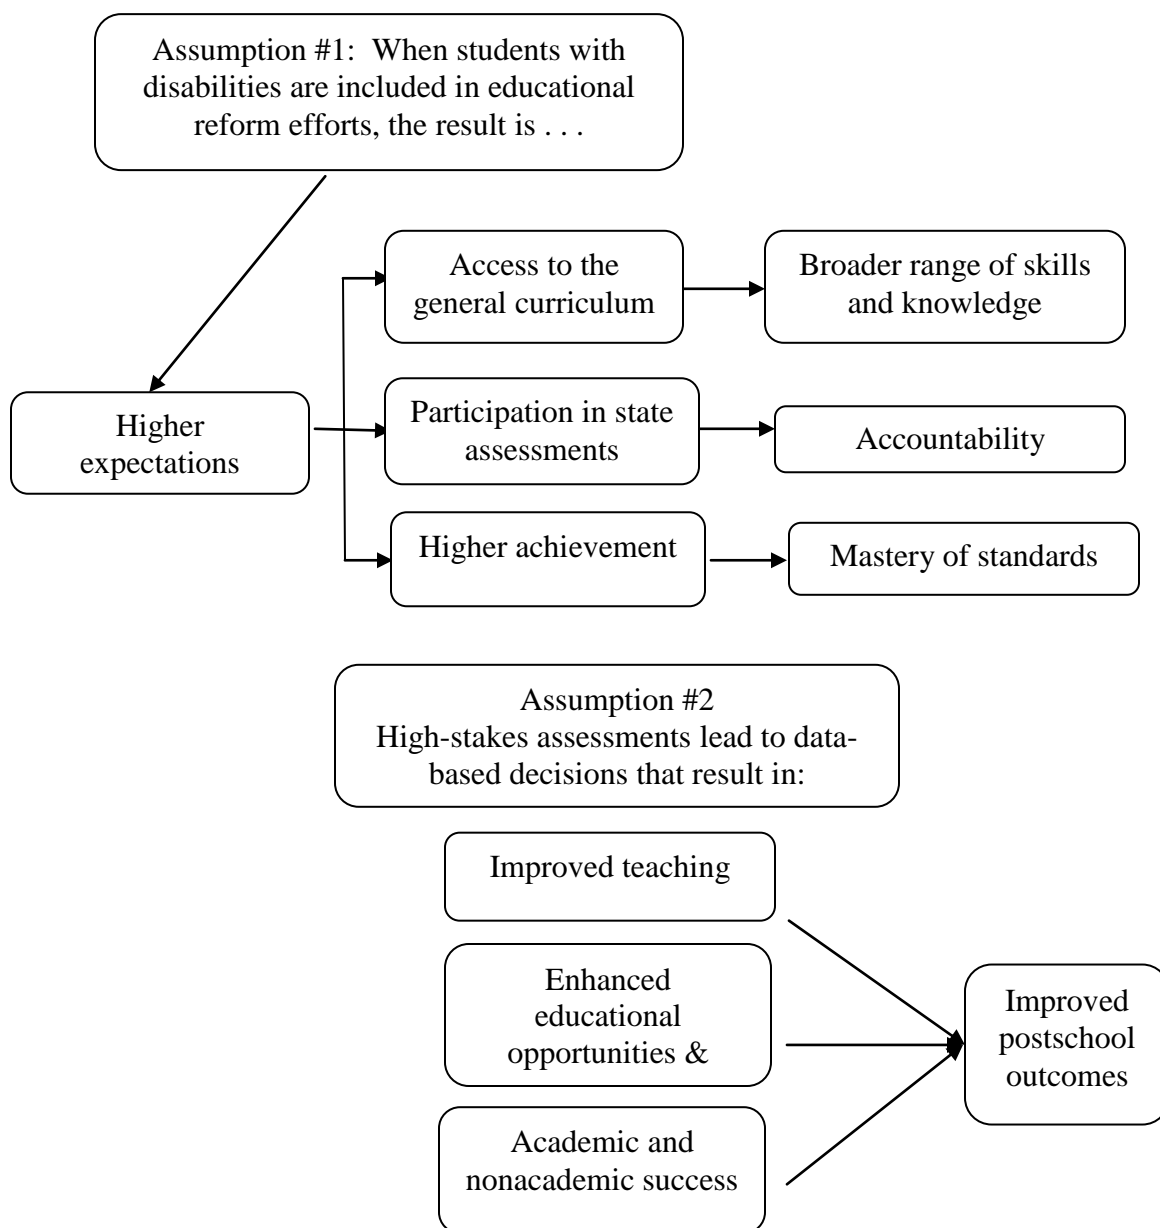 Assumption #1:  When students with
disabilities are included in educational
reform efforts, the result is . . .
Access to the
general curriculum
Broader range of skills
and knowledge
Higher
expectations
Participation in state
assessments
Accountability
Higher achievement
Mastery of standards
Assumption #2
High-stakes assessments lead to data-
based decisions that result in:
Improved teaching
Enhanced
educational
opportunities &
Improved
postschool
outcomes
Academic and
nonacademic success